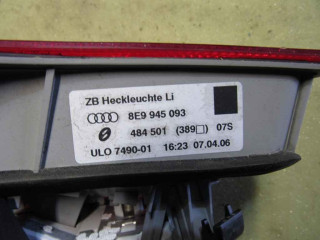 ZB Heckleuchte Li
8E9 945 093
484 501 (389□) 07S
ULO 7490-01 16:23 07.04.06